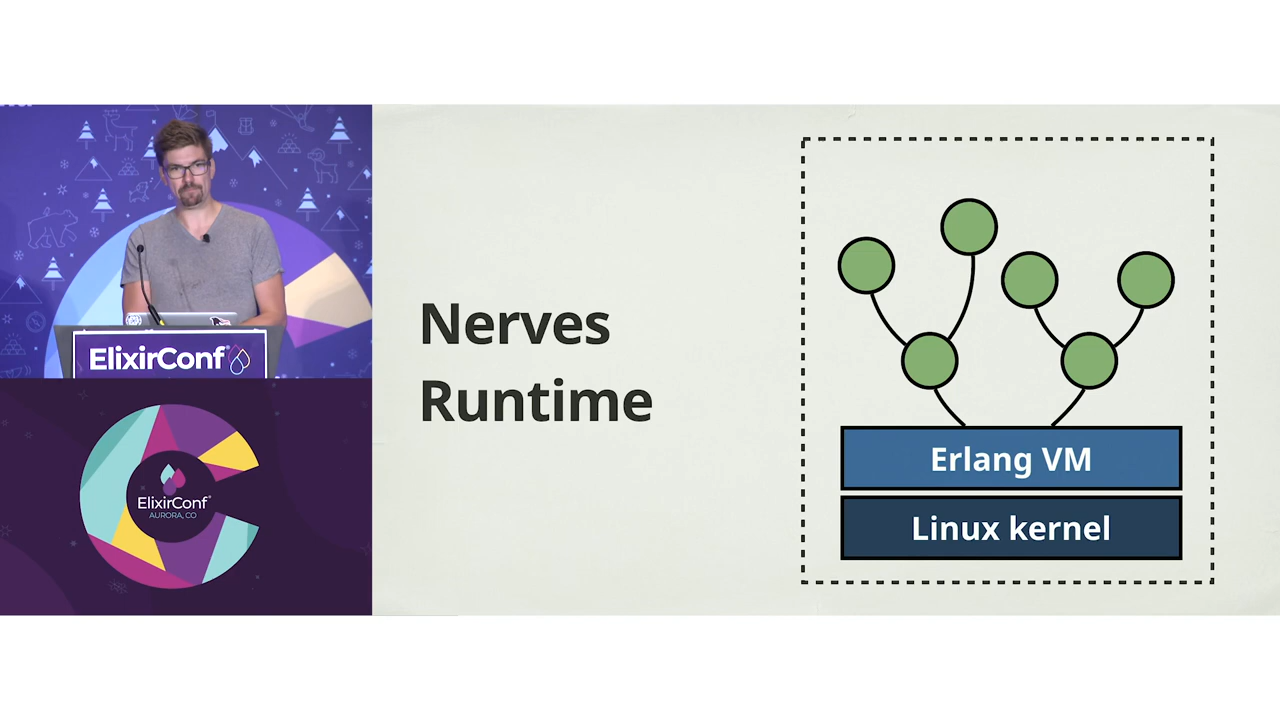 ElixirConf
ElixirConf
AURORA, CO
Nerves
Runtime
Erlang VM
Linux kernel